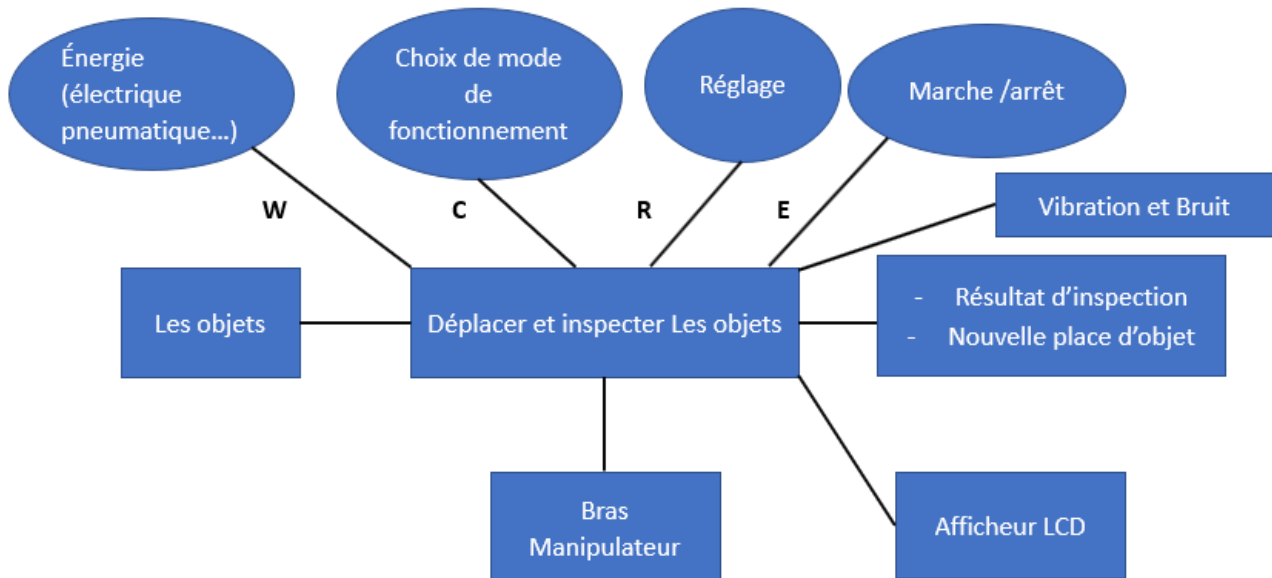 Énergie
(électrique
pneumatique...)
Choix de mode
de
fonctionnement
Réglage
Marche /arrêt
W
C
R
E
Vibration et Bruit
Les objets
Déplacer et inspecter Les objets
- Résultat d'inspection
- Nouvelle place d'objet
Bras
Manipulateur
Afficheur LCD